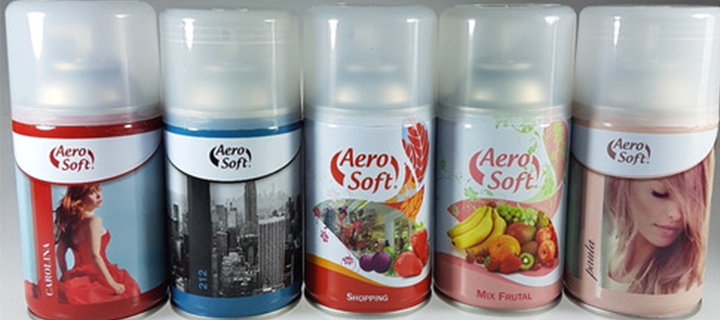 Aero
Soft.
CAROLINA
Aero
Soft.
212
Aero
Soft.
SHOPPING
Aero
Soft.
MIX FRUTAL
Aero
Soft.
paula